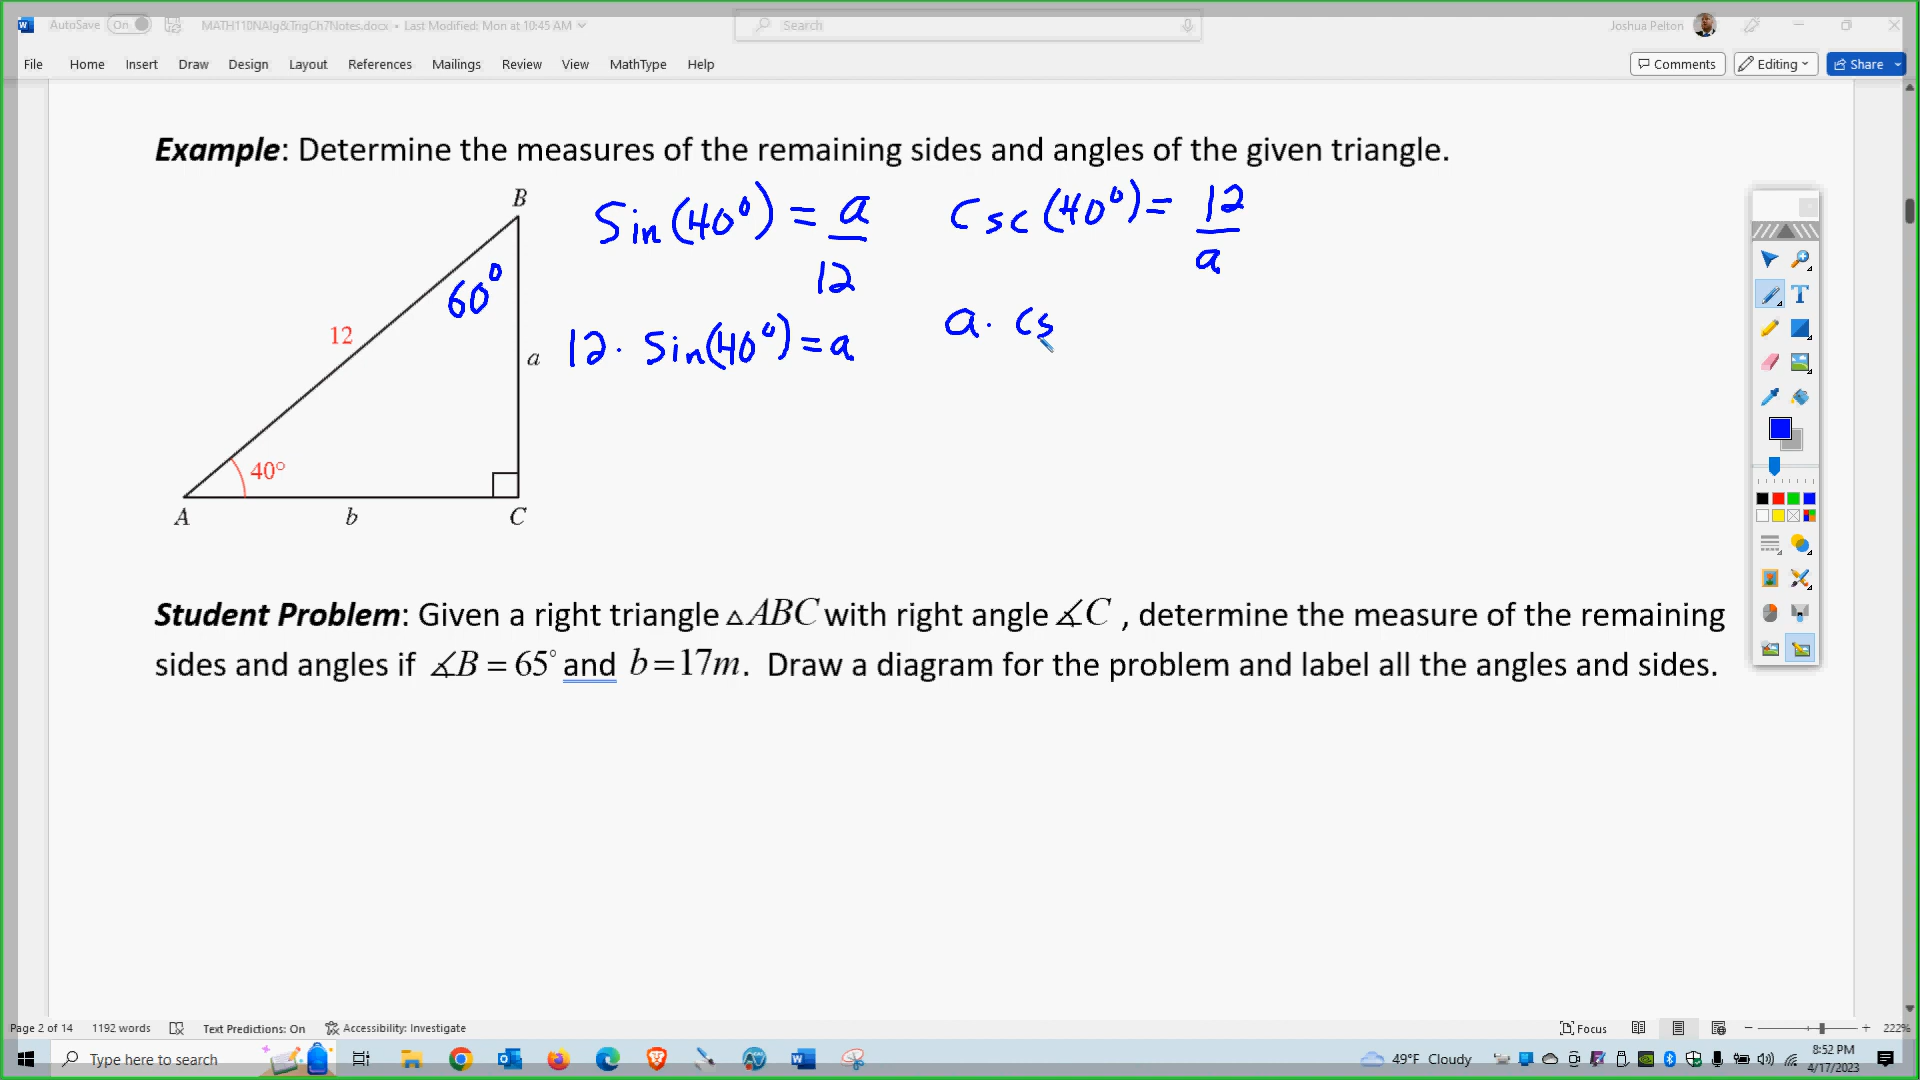 AutoSave On MATH110NAlg&TrigCh7Notes.docx • Last Modified: Mon at 10:45 AM Search Joshua Pelton
File Home Insert Draw Design Layout References Mailings Review View MathType Help Comments Editing Share
Example: Determine the measures of the remaining sides and angles of the given triangle.
B
Sin(40°) = a/12
Csc(40°) = 12/a
60°
12
a
12 · Sin(40°) = a
a · cs
40°
A b C
Student Problem: Given a right triangle △ABC with right angle ∡C , determine the measure of the remaining
sides and angles if ∡B = 65° and b = 17m. Draw a diagram for the problem and label all the angles and sides.
T
Page 2 of 14 1192 words Text Predictions: On Accessibility: Investigate Focus 222%
Type here to search 49°F Cloudy 8:52 PM
4/17/2023